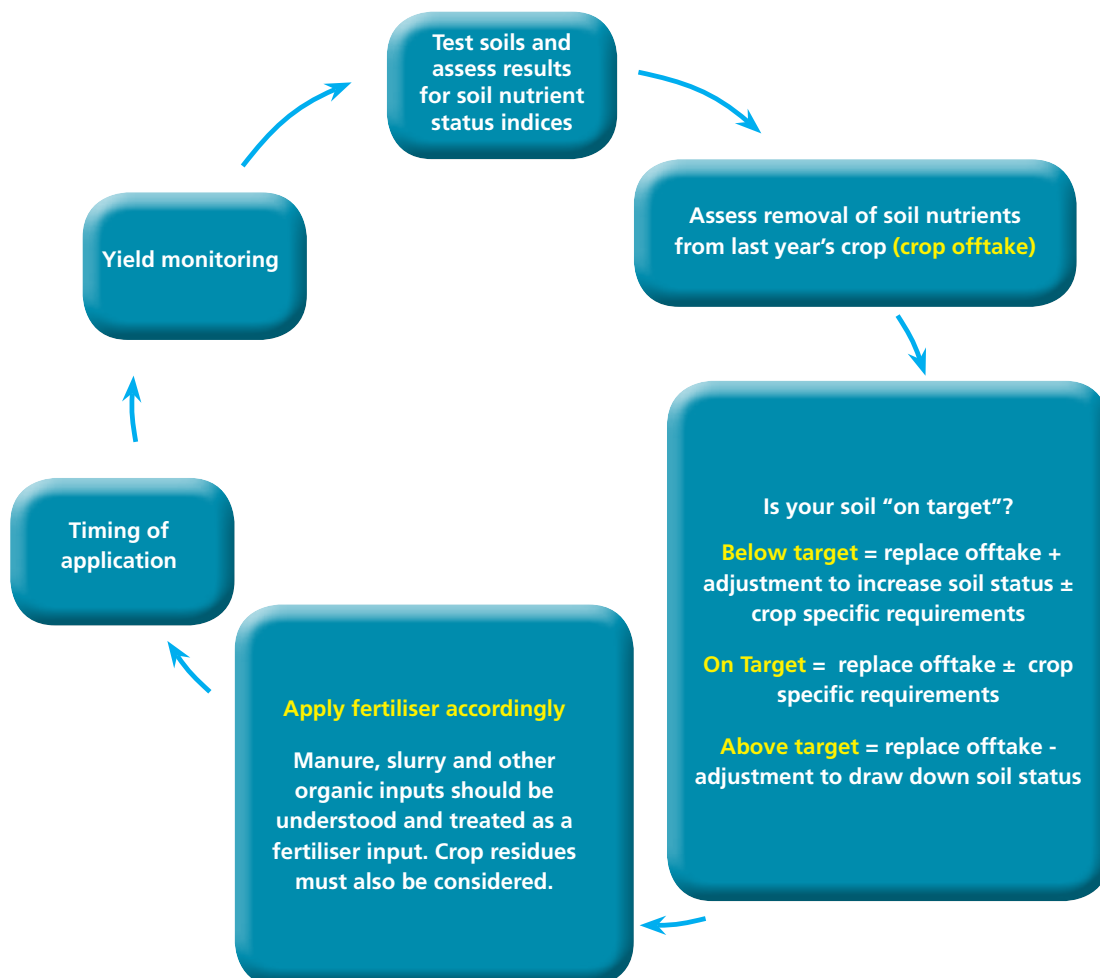 Test soils and
assess results
for soil nutrient
status indices
Assess removal of soil nutrients
from last year’s crop (crop offtake)
Is your soil “on target”?
Below target = replace offtake +
adjustment to increase soil status ±
crop specific requirements
On Target = replace offtake ± crop
specific requirements
Above target = replace offtake -
adjustment to draw down soil status
Apply fertiliser accordingly
Manure, slurry and other
organic inputs should be
understood and treated as a
fertiliser input. Crop residues
must also be considered.
Timing of
application
Yield monitoring